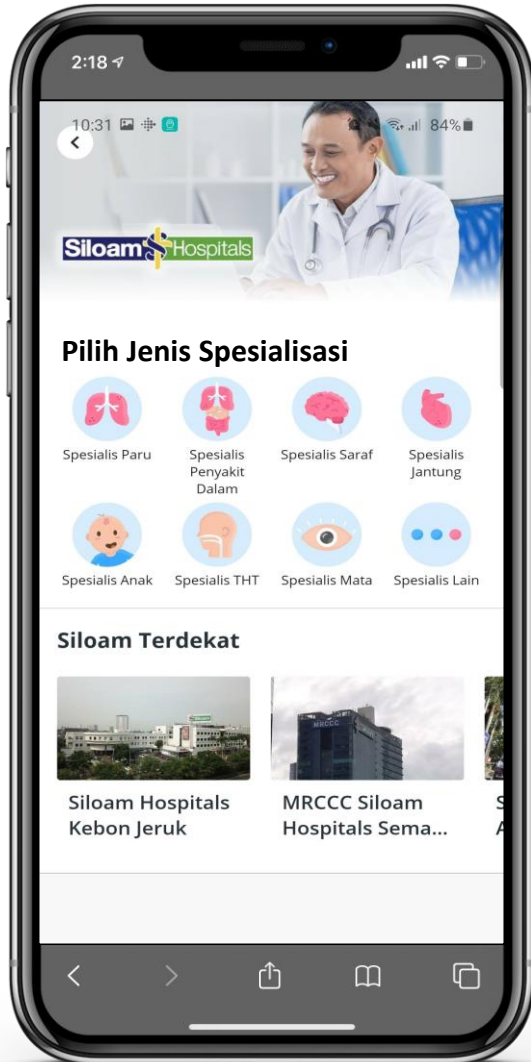 2:18
10:31 84%
Siloam Hospitals
Pilih Jenis Spesialisasi
Spesialis Paru
Spesialis
Penyakit
Dalam
Spesialis Saraf
Spesialis
Jantung
Spesialis Anak
Spesialis THT
Spesialis Mata
Spesialis Lain
Siloam Terdekat
MRCCC
Siloam Hospitals
Kebon Jeruk
MRCCC Siloam
Hospitals Sema...
S
A